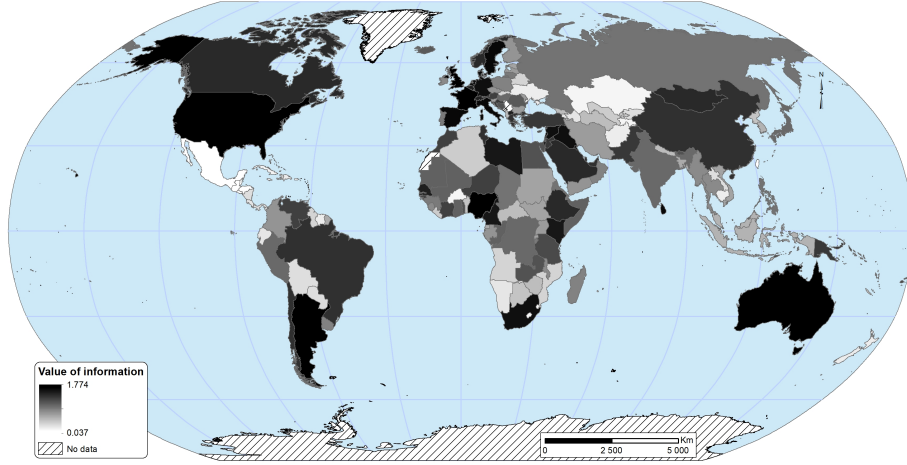 N
Value of information
1.774
0.037
No data
Km
0 2 500 5 000